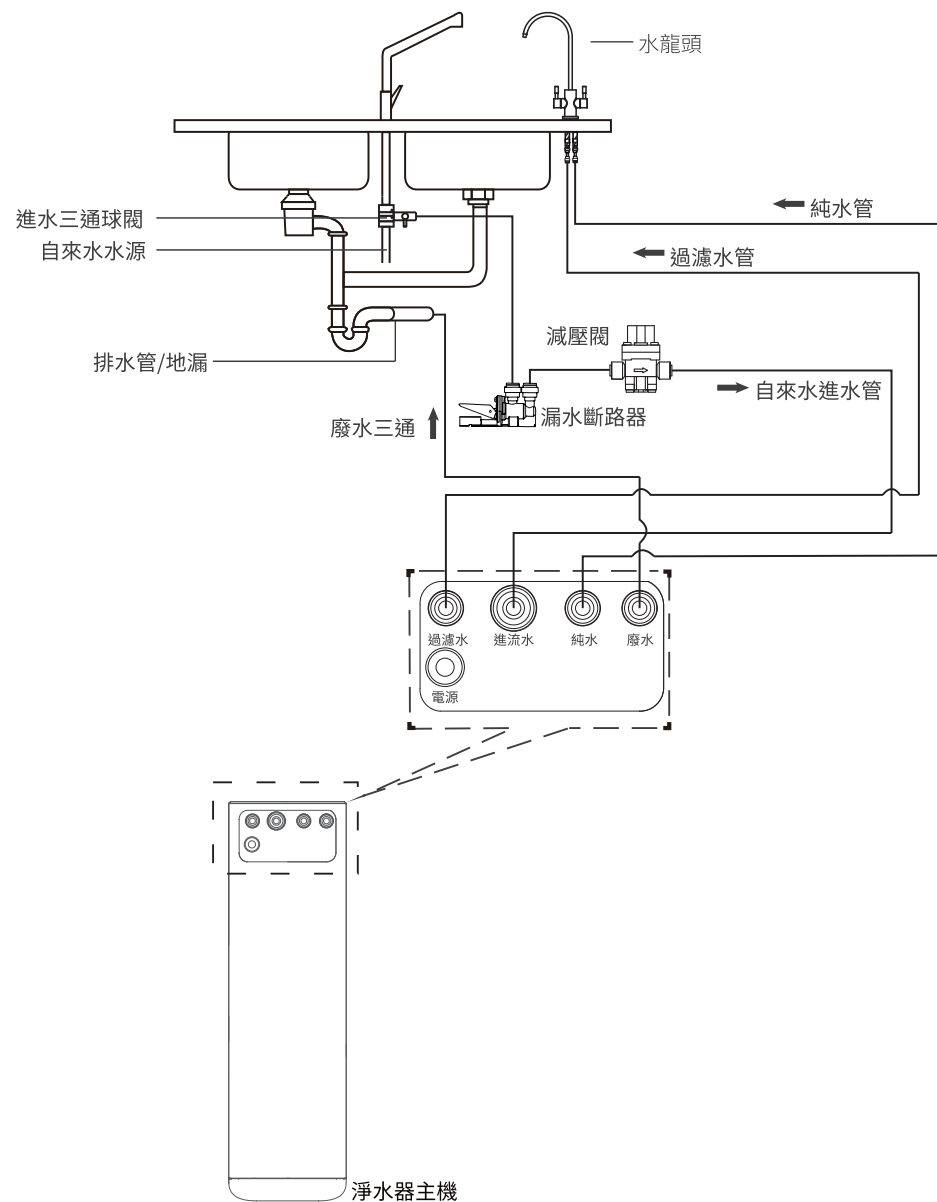 水龍頭
純水管
進水三通球閥
自來水水源
過濾水管
減壓閥
排水管/地漏
自來水進水管
漏水斷路器
廢水三通
過濾水
進流水
純水
廢水
電源
淨水器主機